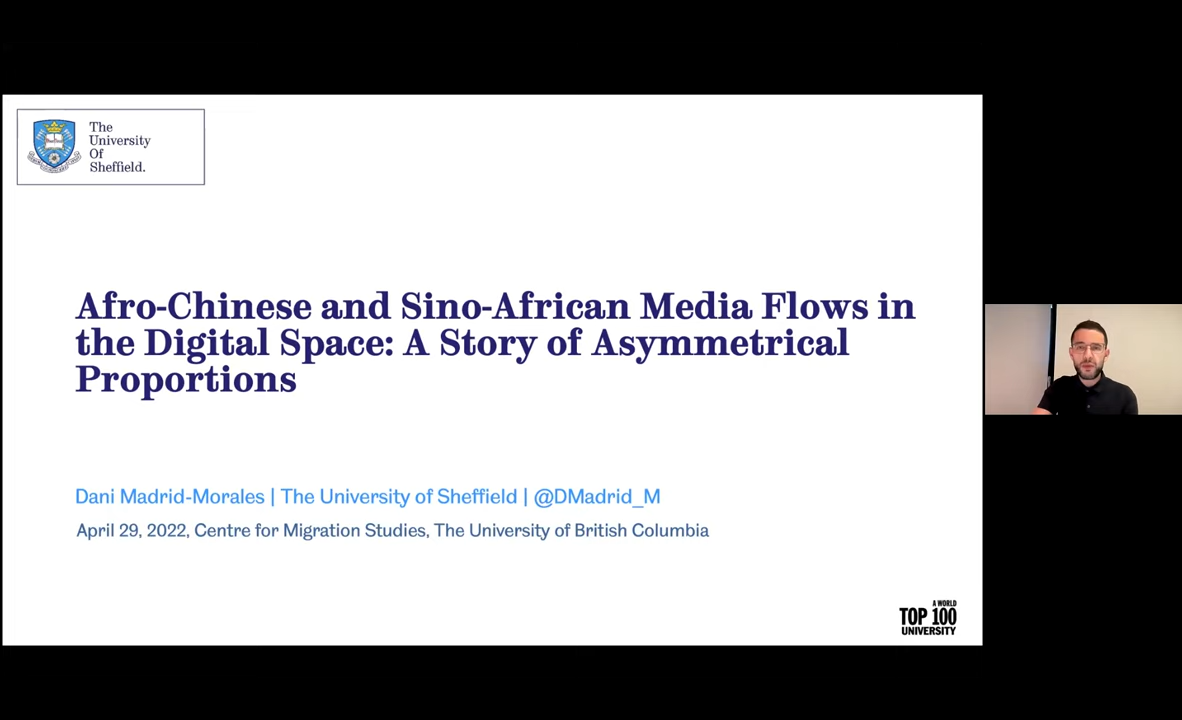 The
University
Of
Sheffield.
Afro-Chinese and Sino-African Media Flows in
the Digital Space: A Story of Asymmetrical
Proportions
Dani Madrid-Morales | The University of Sheffield | @DMadrid_M
April 29, 2022, Centre for Migration Studies, The University of British Columbia
A WORLD
TOP 100
UNIVERSITY